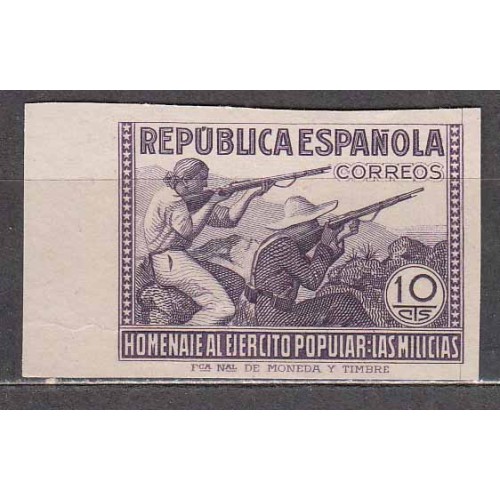 REPÚBLICA ESPAÑOLA
CORREOS
10
CTS
HOMENAJE AL EJERCITO POPULAR: LAS MILICIAS
FCA NAL DE MONEDA Y TIMBRE